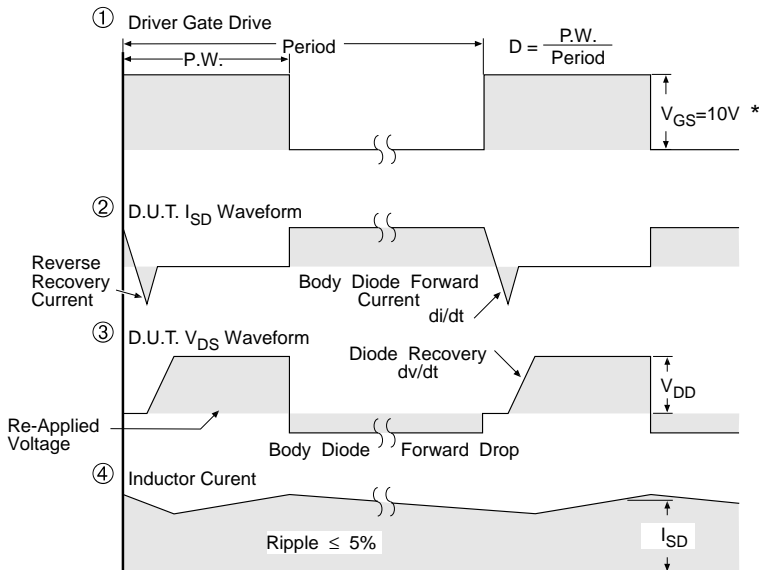 ① Driver Gate Drive
Period
P.W.
D = P.W. / Period
V_GS=10V *
② D.U.T. I_SD Waveform
Reverse
Recovery
Current
Body Diode Forward
Current
di/dt
③ D.U.T. V_DS Waveform
Diode Recovery
dv/dt
V_DD
Re-Applied
Voltage
Body Diode Forward Drop
④ Inductor Curent
Ripple ≤ 5%
I_SD